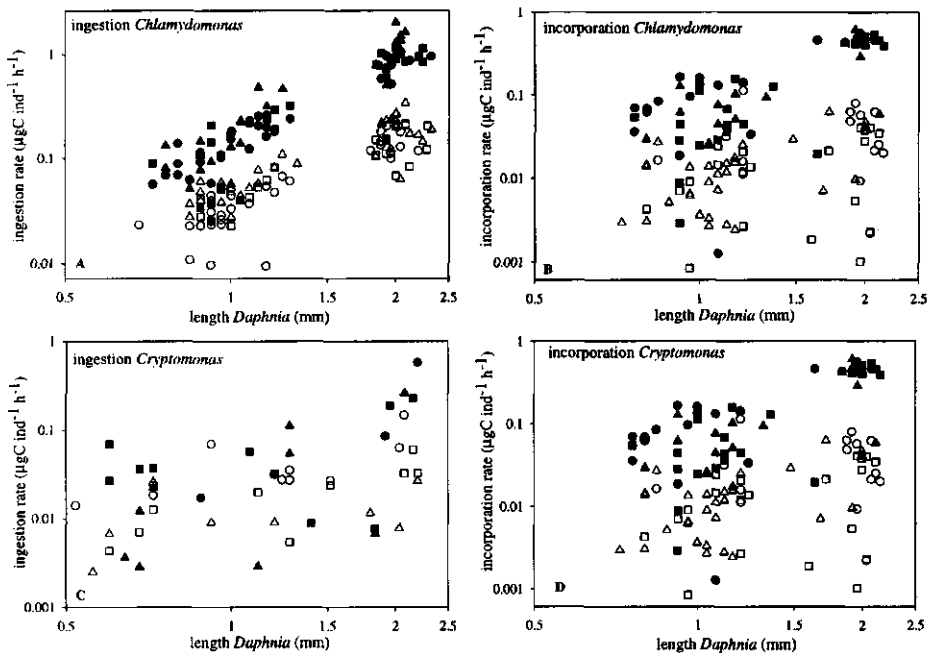 ingestion Chlamydomonas
ingestion rate (µgC ind⁻¹ h⁻¹)
1
0.1
0.01
A
0.5
1
1.5
2
2.5
length Daphnia (mm)
incorporation Chlamydomonas
incorporation rate (µgC ind⁻¹ h⁻¹)
1
0.1
0.01
0.001
B
0.5
1
1.5
2
2.5
length Daphnia (mm)
ingestion Cryptomonas
ingestion rate (µgC ind⁻¹ h⁻¹)
1
0.1
0.01
0.001
C
0.5
1
1.5
2
2.5
length Daphnia (mm)
incorporation Cryptomonas
incorporation rate (µgC ind⁻¹ h⁻¹)
1
0.1
0.01
0.001
D
0.5
1
1.5
2
2.5
length Daphnia (mm)